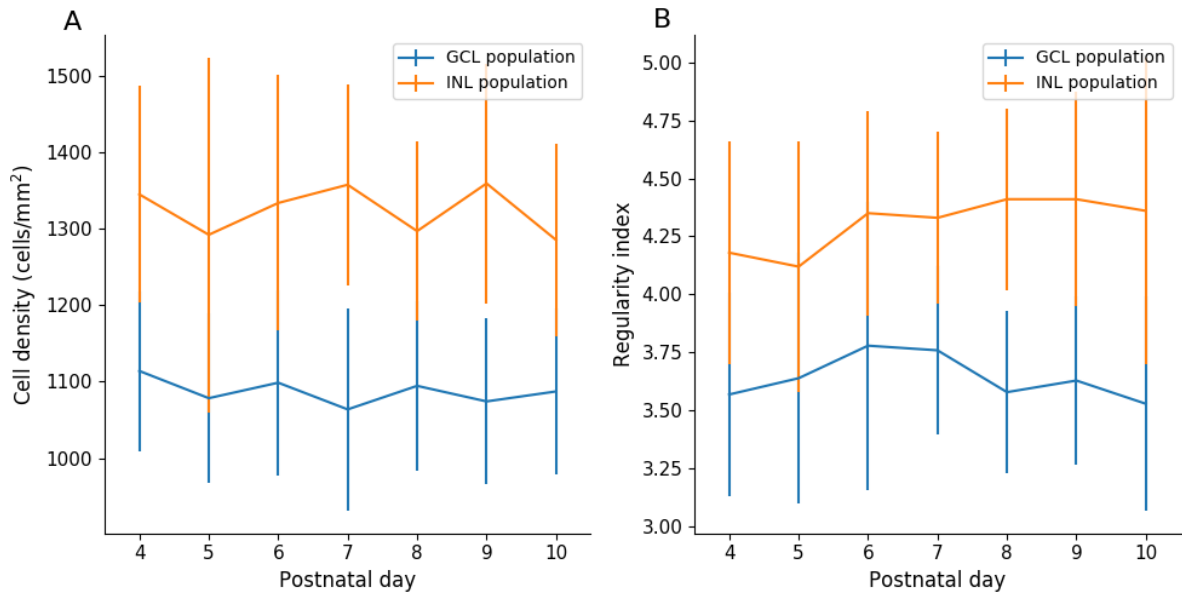 A
GCL population
INL population
1500
1400
1300
1200
1100
1000
Cell density (cells/mm²)
4 5 6 7 8 9 10
Postnatal day
B
GCL population
INL population
5.00
4.75
4.50
4.25
4.00
3.75
3.50
3.25
3.00
Regularity index
4 5 6 7 8 9 10
Postnatal day